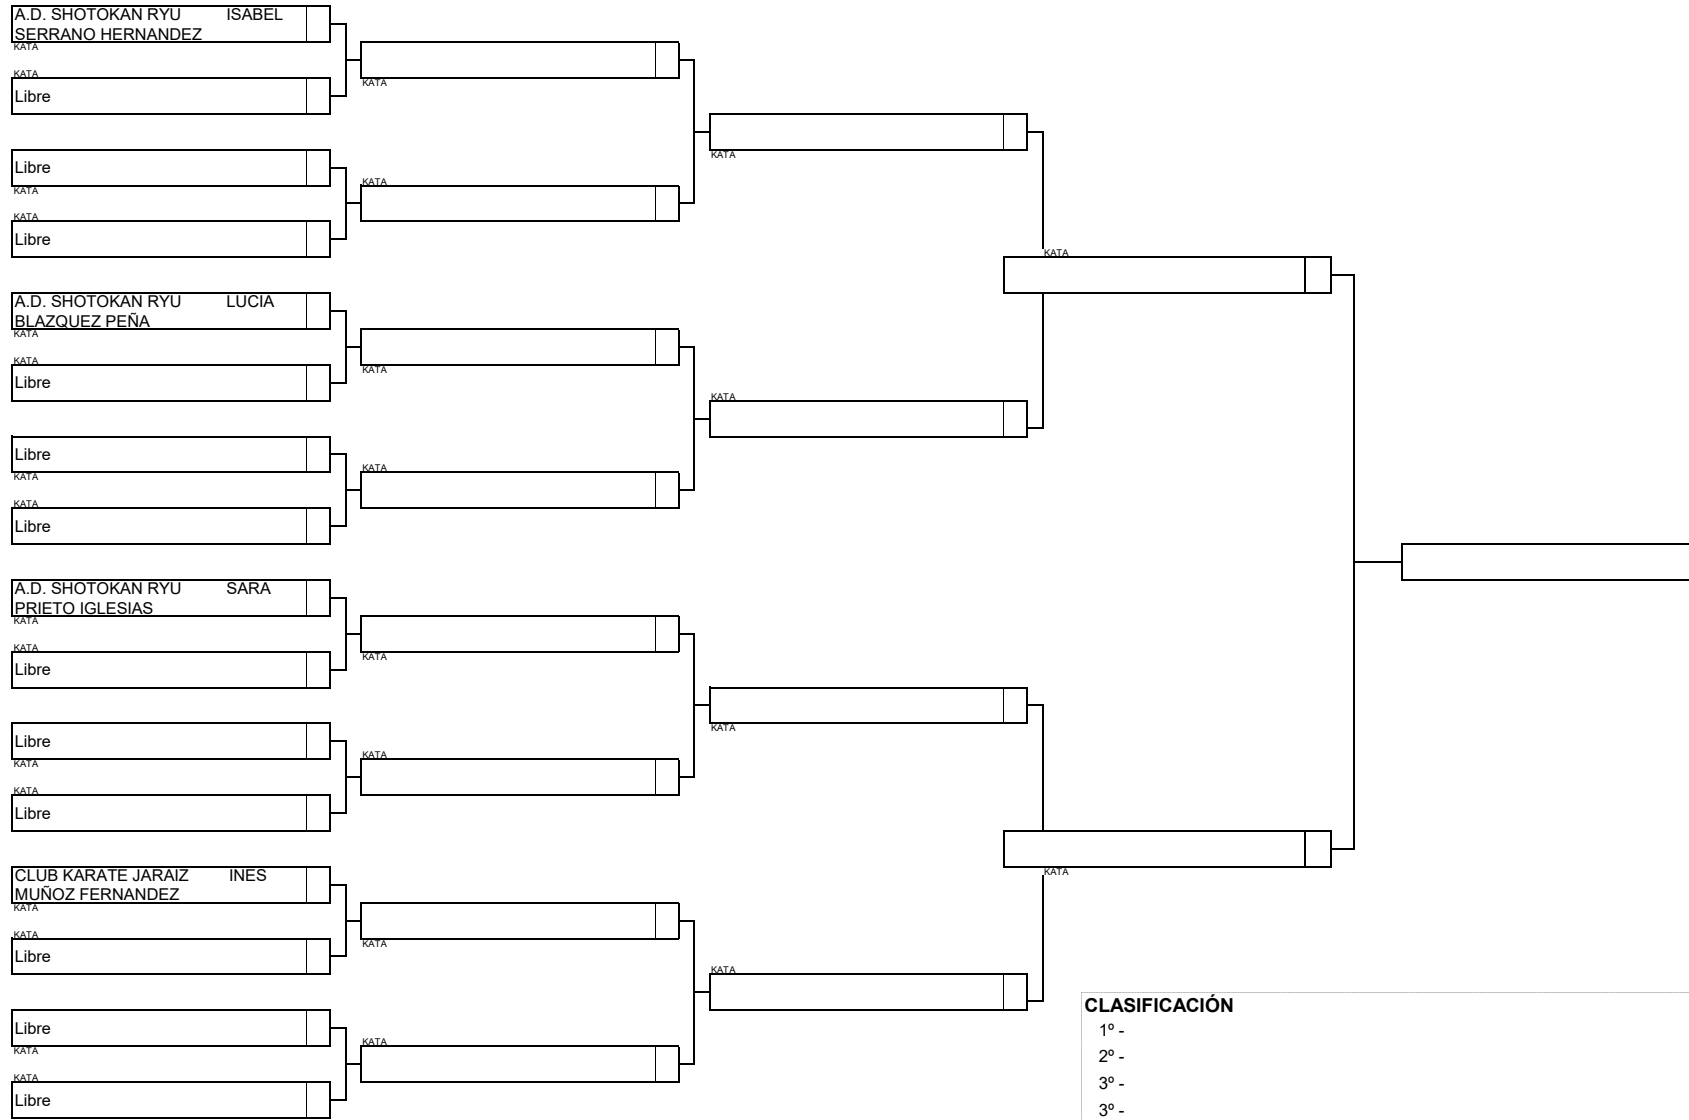 A.D. SHOTOKAN RYU ISABEL
SERRANO HERNANDEZ
KATA
KATA
Libre
Libre
KATA
KATA
Libre
A.D. SHOTOKAN RYU LUCIA
BLAZQUEZ PEÑA
KATA
KATA
Libre
Libre
KATA
KATA
Libre
A.D. SHOTOKAN RYU SARA
PRIETO IGLESIAS
KATA
KATA
Libre
Libre
KATA
KATA
Libre
CLUB KARATE JARAIZ INES
MUÑOZ FERNANDEZ
KATA
KATA
Libre
Libre
KATA
KATA
Libre
KATA
KATA
KATA
KATA
KATA
KATA
KATA
KATA
KATA
KATA
KATA
KATA
KATA
KATA
CLASIFICACIÓN
1º -
2º -
3º -
3º -